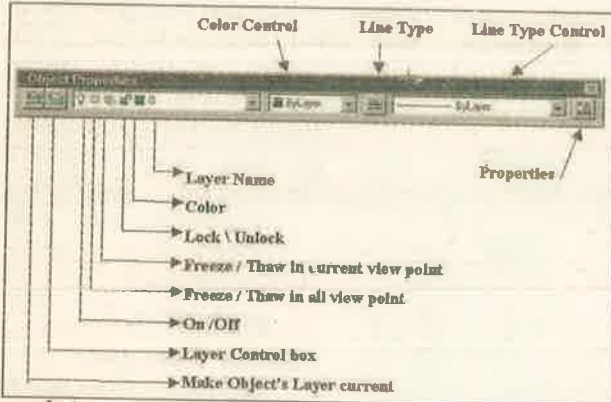 Color Control Line Type Line Type Control
Object Properties
0 ByLayer ByLayer
Properties
Layer Name
Color
Lock \ Unlock
Freeze / Thaw in current view point
Freeze / Thaw in all view point
On /Off
Layer Control box
Make Object's Layer current